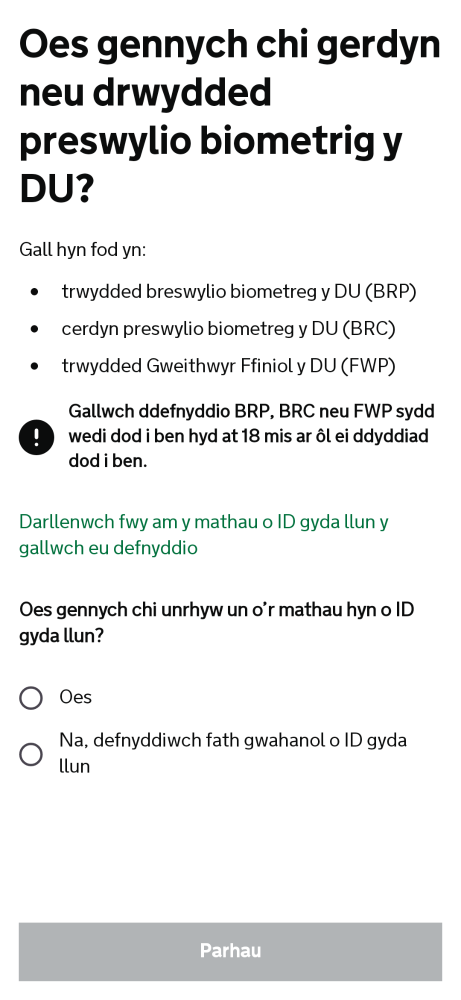 Oes gennych chi gerdyn
neu drwydded
preswylio biometrig y
DU?
Gall hyn fod yn:
• trwydded breswylio biometreg y DU (BRP)
• cerdyn preswylio biometreg y DU (BRC)
• trwydded Gweithwyr Ffiniol y DU (FWP)
Gallwch ddefnyddio BRP, BRC neu FWP sydd
wedi dod i ben hyd at 18 mis ar ôl ei ddyddiad
dod i ben.
Darllenwch fwy am y mathau o ID gyda llun y
gallwch eu defnyddio
Oes gennych chi unrhyw un o’r mathau hyn o ID
gyda llun?
Oes
Na, defnyddiwch fath gwahanol o ID gyda
llun
Parhau